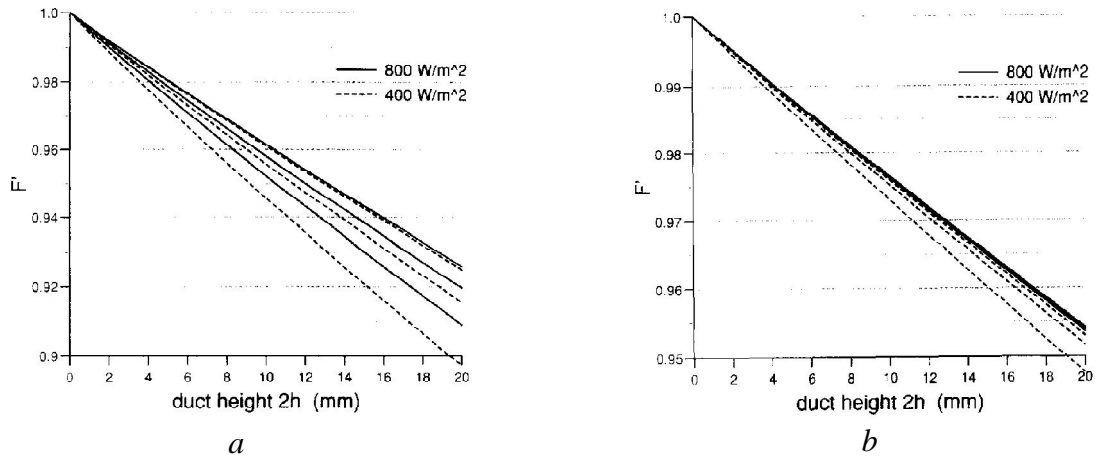 1.0
0.98
0.96
0.94
0.92
0.9
F'
800 W/m^2
400 W/m^2
0 2 4 6 8 10 12 14 16 18 20
duct height 2h (mm)
a
1.0
0.99
0.98
0.97
0.96
0.95
F'
800 W/m^2
400 W/m^2
0 2 4 6 8 10 12 14 16 18 20
duct height 2h (mm)
b